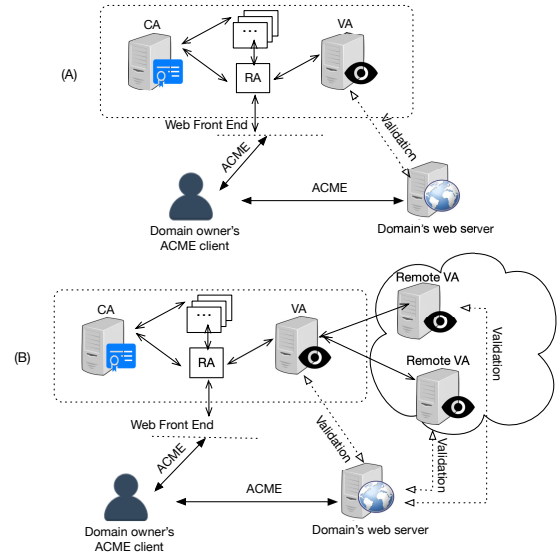 CA
VA
...
(A)
RA
Web Front End
ACME
Validation
ACME
Domain owner's
ACME client
Domain's web server
Remote VA
CA
VA
...
(B)
RA
Remote VA
Validation
Web Front End
Validation
Validation
ACME
ACME
Domain owner's
ACME client
Domain's web server